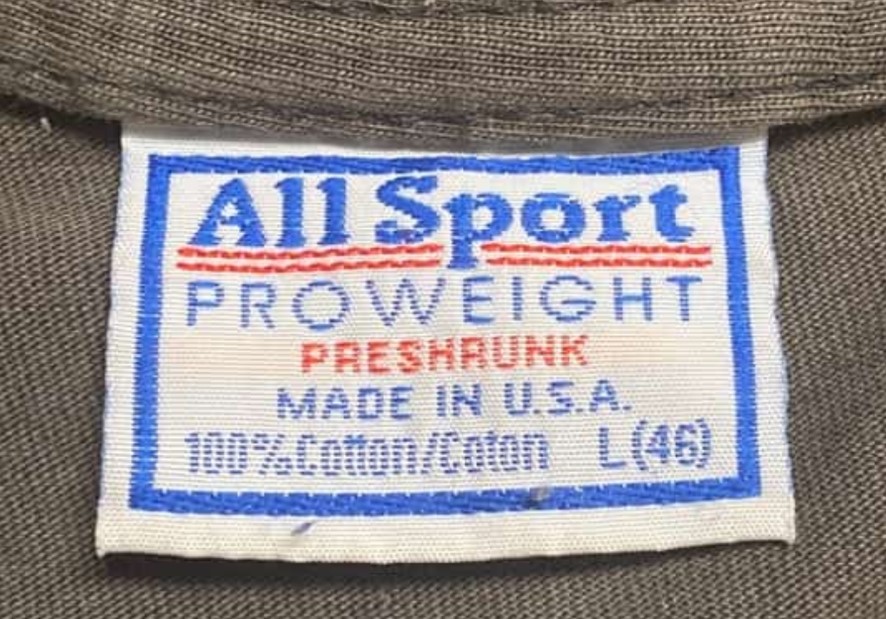 All Sport
PROWEIGHT
PRESHRUNK
MADE IN U.S.A.
100% Cotton/Coton L(46)